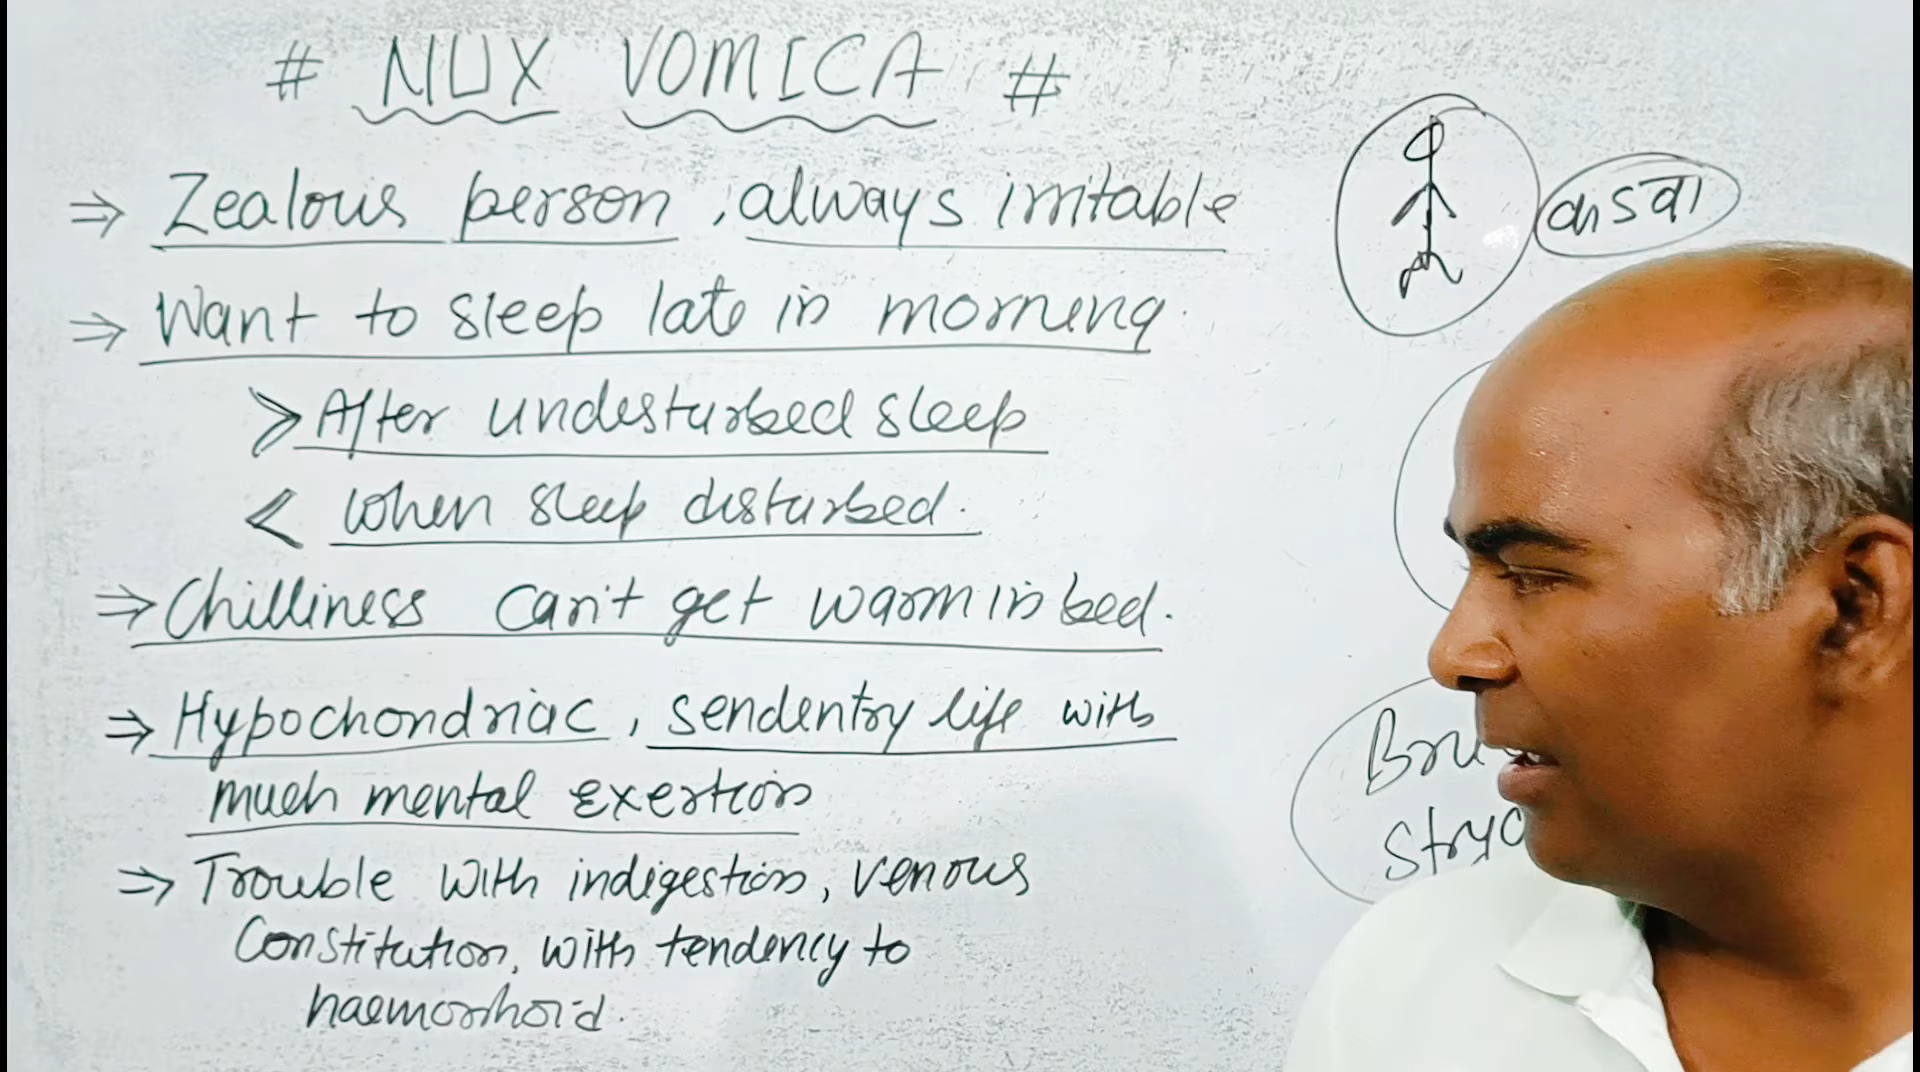 # NUX VOMICA #
⇒ Zealous person, always irritable
⇒ Want to sleep late in morning.
> After undisturbed sleep
< when sleep disturbed.
⇒ Chilliness can't get warm in bed.
⇒ Hypochondriac, sendentry life with
much mental exertion
⇒ Trouble with indigestion, venous
Constitution, with tendency to
haemorrhoid.